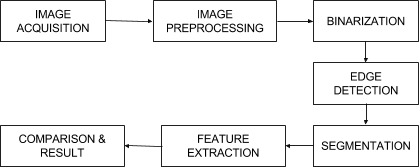 IMAGE
ACQUISITION
IMAGE
PREPROCESSING
BINARIZATION
EDGE
DETECTION
SEGMENTATION
FEATURE
EXTRACTION
COMPARISON &
RESULT